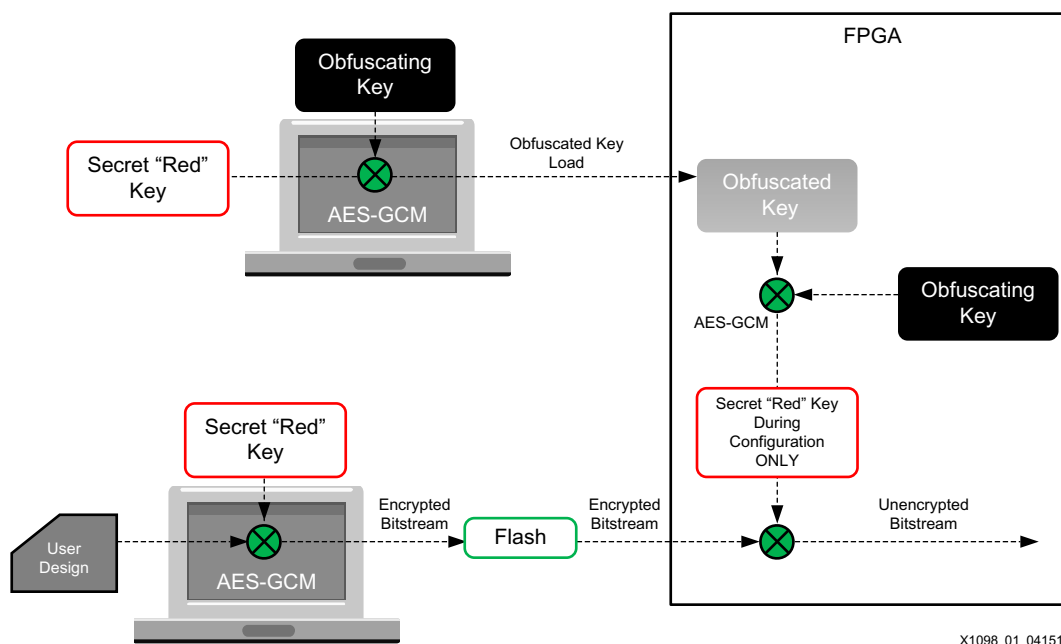 FPGA
Obfuscating
Key
Secret “Red”
Key
AES-GCM
Obfuscated Key
Load
Obfuscated
Key
AES-GCM
Obfuscating
Key
Secret “Red” Key
During
Configuration
ONLY
Secret “Red”
Key
User
Design
AES-GCM
Encrypted
Bitstream
Flash
Encrypted
Bitstream
Unencrypted
Bitstream
X1098_01_04151